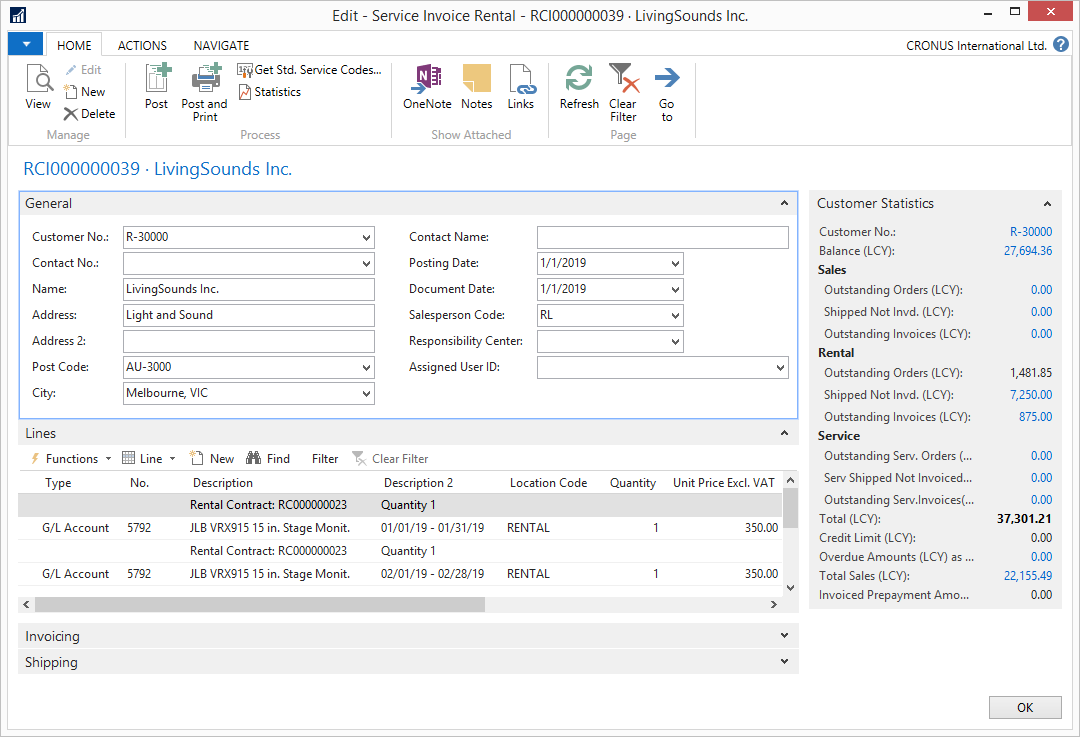 Edit - Service Invoice Rental - RCI000000039 · LivingSounds Inc.
HOME ACTIONS NAVIGATE
CRONUS International Ltd. ?
View
Edit
New
Delete
Manage
Post
Post and Print
Get Std. Service Codes...
Statistics
Process
OneNote
Notes
Links
Show Attached
Refresh
Clear Filter
Go to
Page
RCI000000039 · LivingSounds Inc.
General
Customer No.: R-30000
Contact No.:
Name: LivingSounds Inc.
Address: Light and Sound
Address 2:
Post Code: AU-3000
City: Melbourne, VIC
Contact Name:
Posting Date: 1/1/2019
Document Date: 1/1/2019
Salesperson Code: RL
Responsibility Center:
Assigned User ID:
Lines
Functions Line New Find Filter Clear Filter
Type No. Description Description 2 Location Code Quantity Unit Price Excl. VAT
Rental Contract: RC000000023 Quantity 1
G/L Account 5792 JLB VRX915 15 in. Stage Monit. 01/01/19 - 01/31/19 RENTAL 1 350.00
Rental Contract: RC000000023 Quantity 1
G/L Account 5792 JLB VRX915 15 in. Stage Monit. 02/01/19 - 02/28/19 RENTAL 1 350.00
Invoicing
Shipping
Customer Statistics
Customer No.: R-30000
Balance (LCY): 27,694.36
Sales
Outstanding Orders (LCY): 0.00
Shipped Not Invd. (LCY): 0.00
Outstanding Invoices (LCY): 0.00
Rental
Outstanding Orders (LCY): 1,481.85
Shipped Not Invd. (LCY): 7,250.00
Outstanding Invoices (LCY): 875.00
Service
Outstanding Serv. Orders (... 0.00
Serv Shipped Not Invoiced... 0.00
Outstanding Serv.Invoices(... 0.00
Total (LCY): 37,301.21
Credit Limit (LCY): 0.00
Overdue Amounts (LCY) as ... 0.00
Total Sales (LCY): 22,155.49
Invoiced Prepayment Amo... 0.00
OK